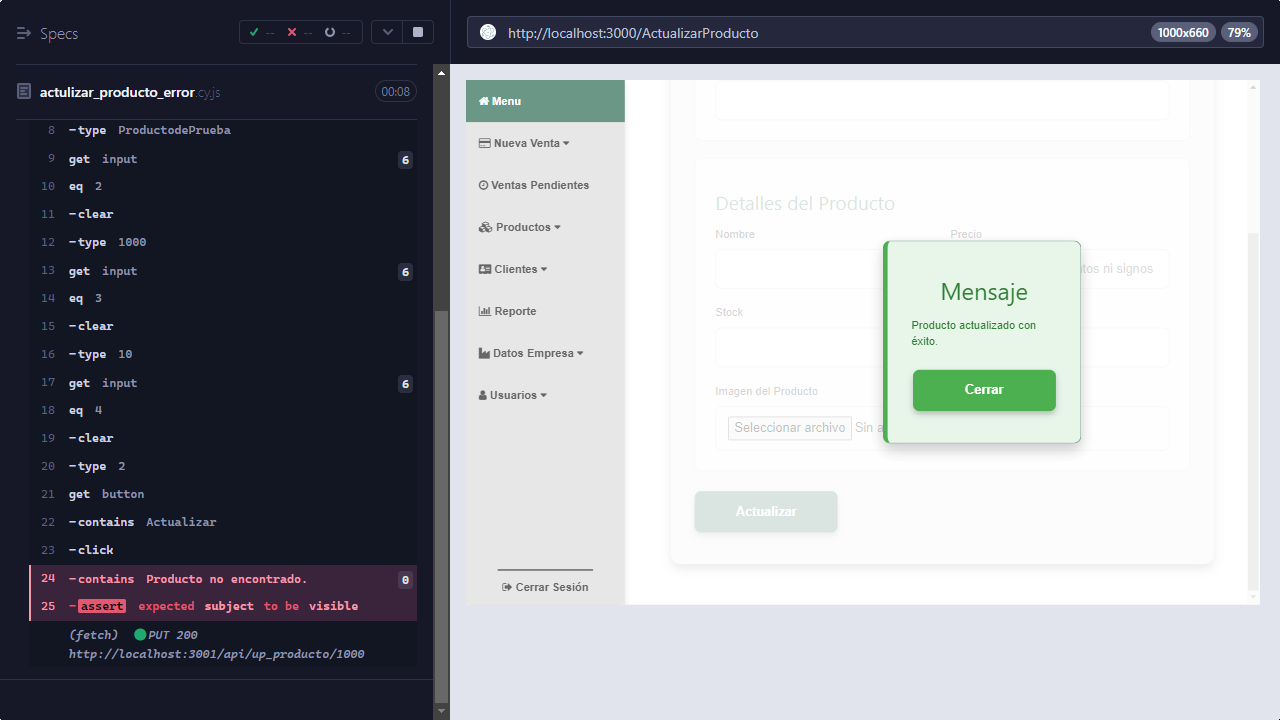 Specs
-- -- --
actulizar_producto_error.cy.js
00:08
8 -type ProductodePrueba
9 get input 6
10 eq 2
11 -clear
12 -type 1000
13 get input 6
14 eq 3
15 -clear
16 -type 10
17 get input 6
18 eq 4
19 -clear
20 -type 2
21 get button
22 -contains Actualizar
23 -click
24 -contains Producto no encontrado. 0
25 -assert expected subject to be visible
(fetch) PUT 200
http://localhost:3001/api/up_producto/1000
http://localhost:3000/ActualizarProducto
1000x660 79%
Menu
Nueva Venta
Ventas Pendientes
Productos
Clientes
Reporte
Datos Empresa
Usuarios
Cerrar Sesión
Detalles del Producto
Nombre Precio
tos ni signos
Stock
Imagen del Producto
Seleccionar archivo Sin a
Actualizar
Mensaje
Producto actualizado con
éxito.
Cerrar